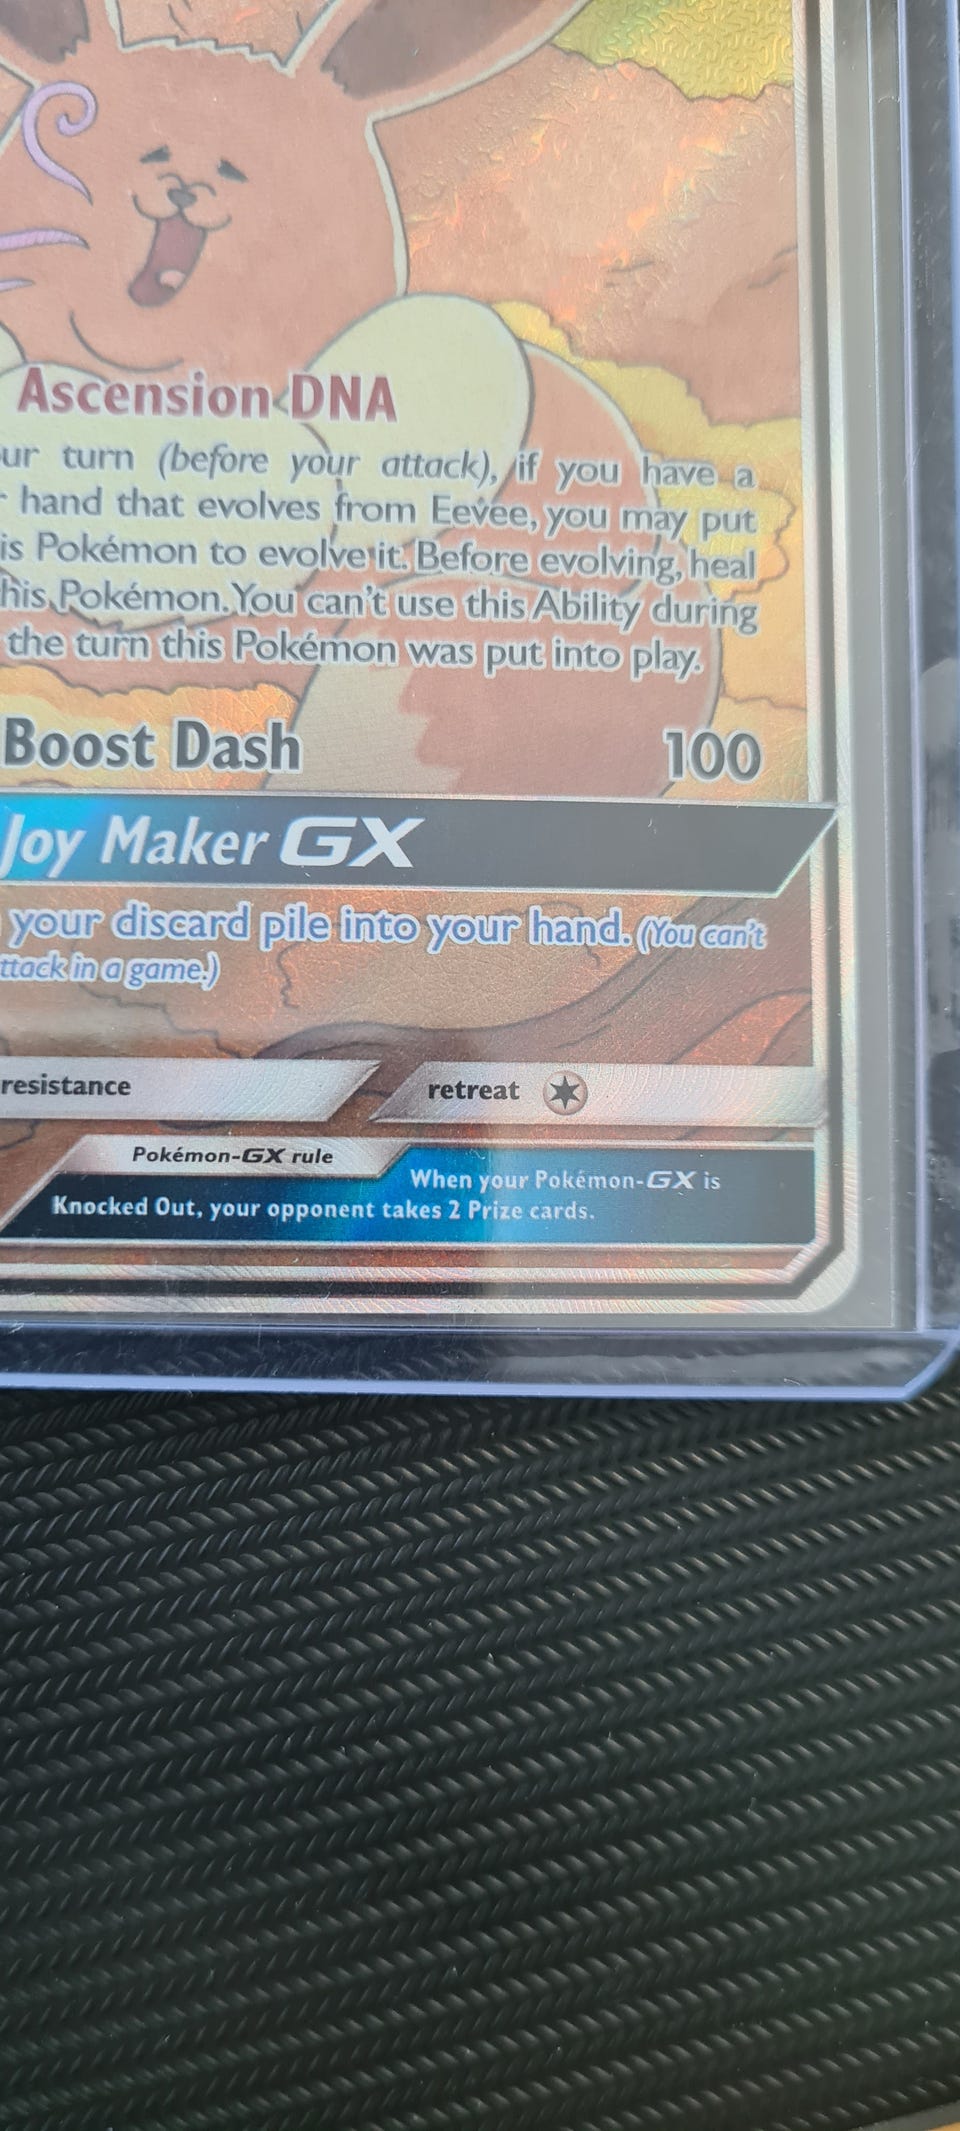 Ascension DNA
ur turn (before your attack), if you have a
hand that evolves from Eevee, you may put
is Pokémon to evolve it. Before evolving, heal
his Pokémon. You can't use this Ability during
the turn this Pokémon was put into play.
Boost Dash 100
Joy Maker GX
your discard pile into your hand. (You can't
ttack in a game.)
resistance retreat
Pokémon-GX rule
When your Pokémon-GX is
Knocked Out, your opponent takes 2 Prize cards.